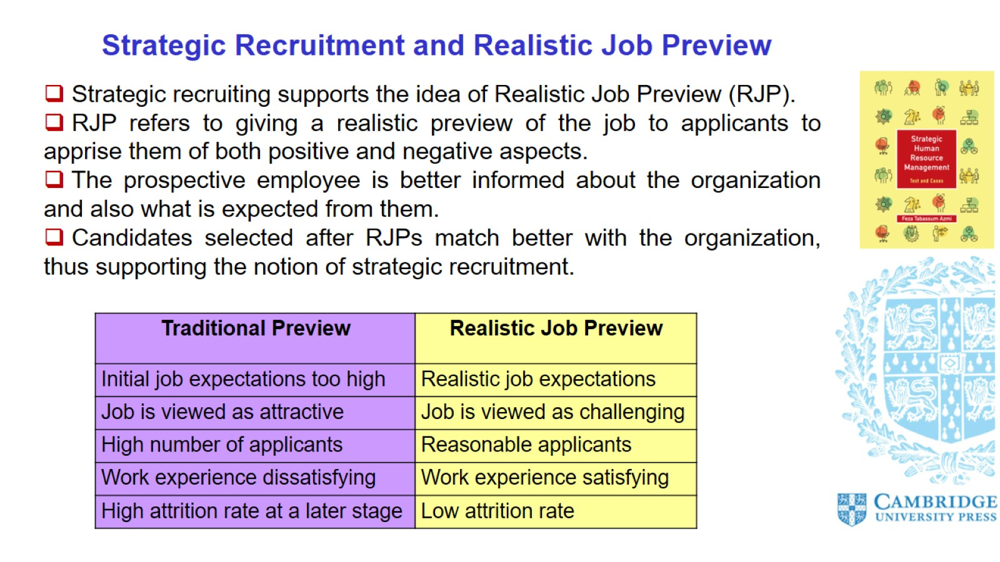 Strategic Recruitment and Realistic Job Preview
❑ Strategic recruiting supports the idea of Realistic Job Preview (RJP).
❑ RJP refers to giving a realistic preview of the job to applicants to
apprise them of both positive and negative aspects.
❑ The prospective employee is better informed about the organization
and also what is expected from them.
❑ Candidates selected after RJPs match better with the organization,
thus supporting the notion of strategic recruitment.
Traditional Preview
Realistic Job Preview
Initial job expectations too high
Realistic job expectations
Job is viewed as attractive
Job is viewed as challenging
High number of applicants
Reasonable applicants
Work experience dissatisfying
Work experience satisfying
High attrition rate at a later stage
Low attrition rate
Strategic
Human
Resource
Management
Text and Cases
Feza Tabassum Azmi
CAMBRIDGE
UNIVERSITY PRESS